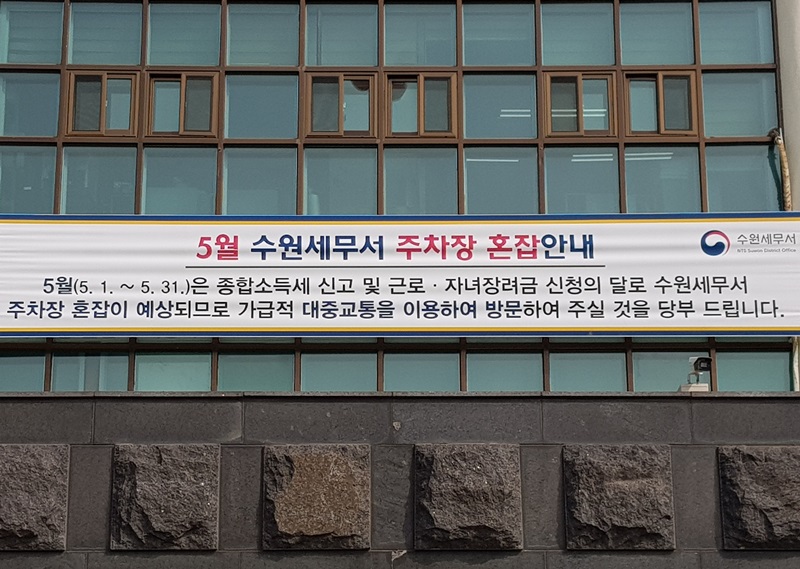 5월 수원세무서 주차장 혼잡안내
수원세무서
NTS Suwon District Office
5월(5. 1. ~ 5. 31.)은 종합소득세 신고 및 근로 · 자녀장려금 신청의 달로 수원세무서
주차장 혼잡이 예상되므로 가급적 대중교통을 이용하여 방문하여 주실 것을 당부 드립니다.